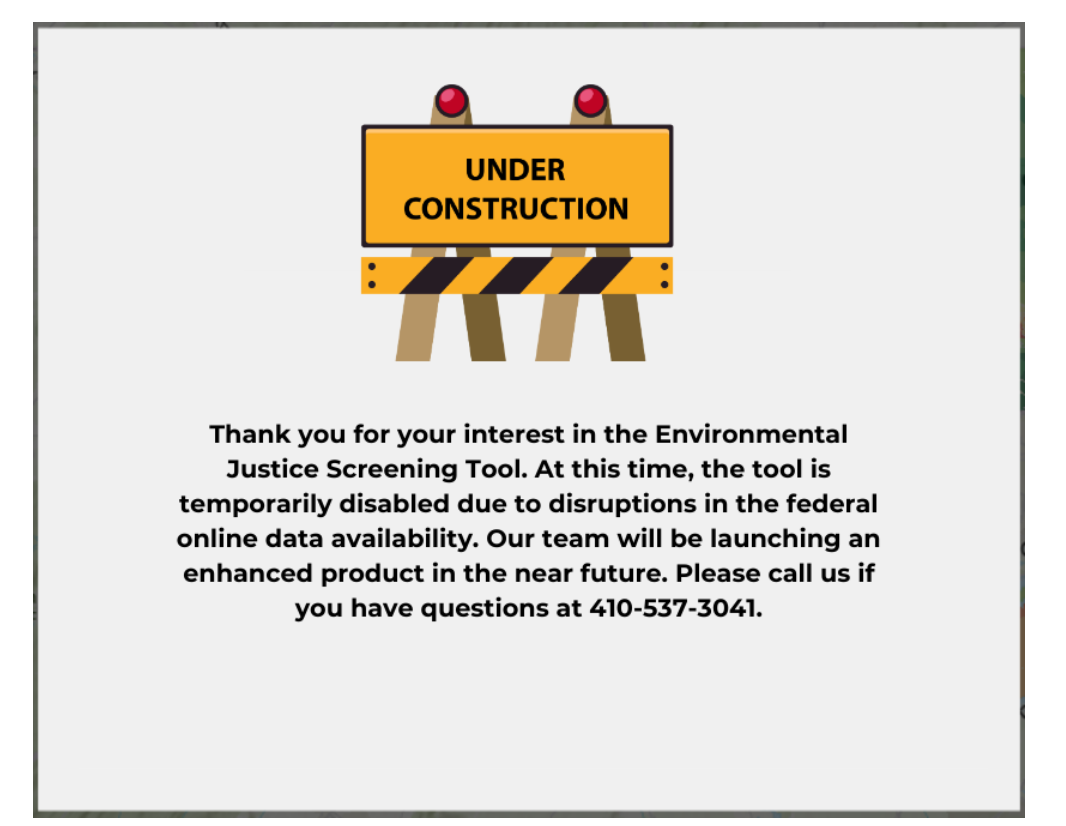 UNDER
CONSTRUCTION
Thank you for your interest in the Environmental
Justice Screening Tool. At this time, the tool is
temporarily disabled due to disruptions in the federal
online data availability. Our team will be launching an
enhanced product in the near future. Please call us if
you have questions at 410-537-3041.